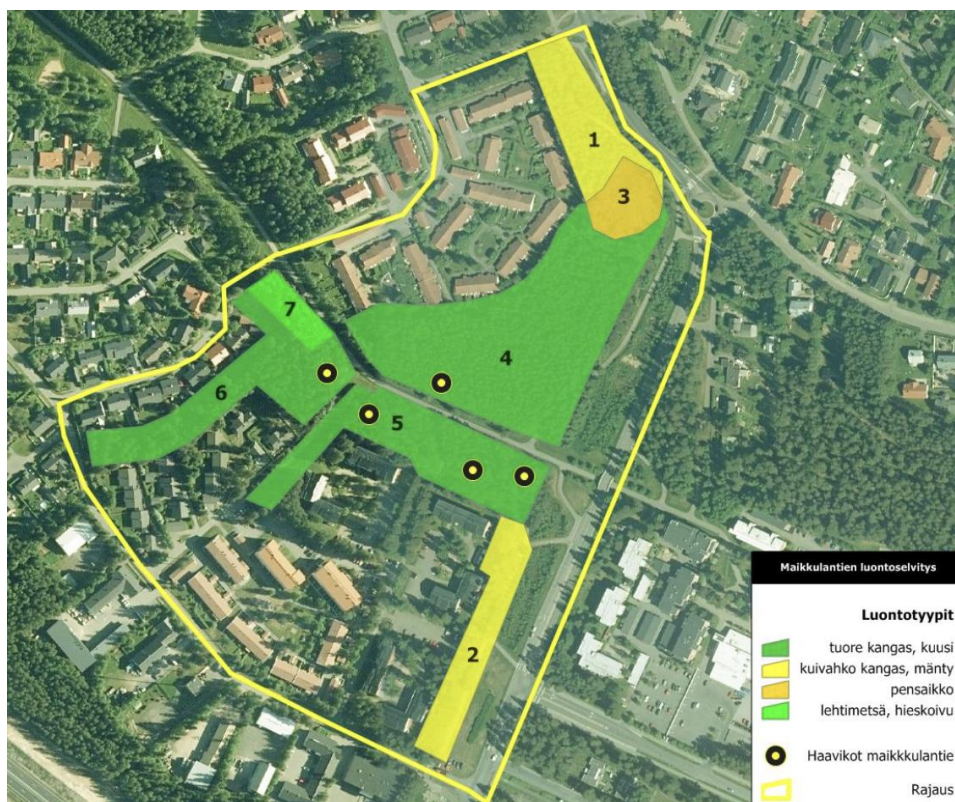 1
3
7
4
6
5
2
Maikkulantien luontoselvitys
Luontotyypit
tuore kangas, kuusi
kuivahko kangas, mänty
pensaikko
lehtimetsä, hieskoivu
Haavikot maikkkulantie
Rajaus